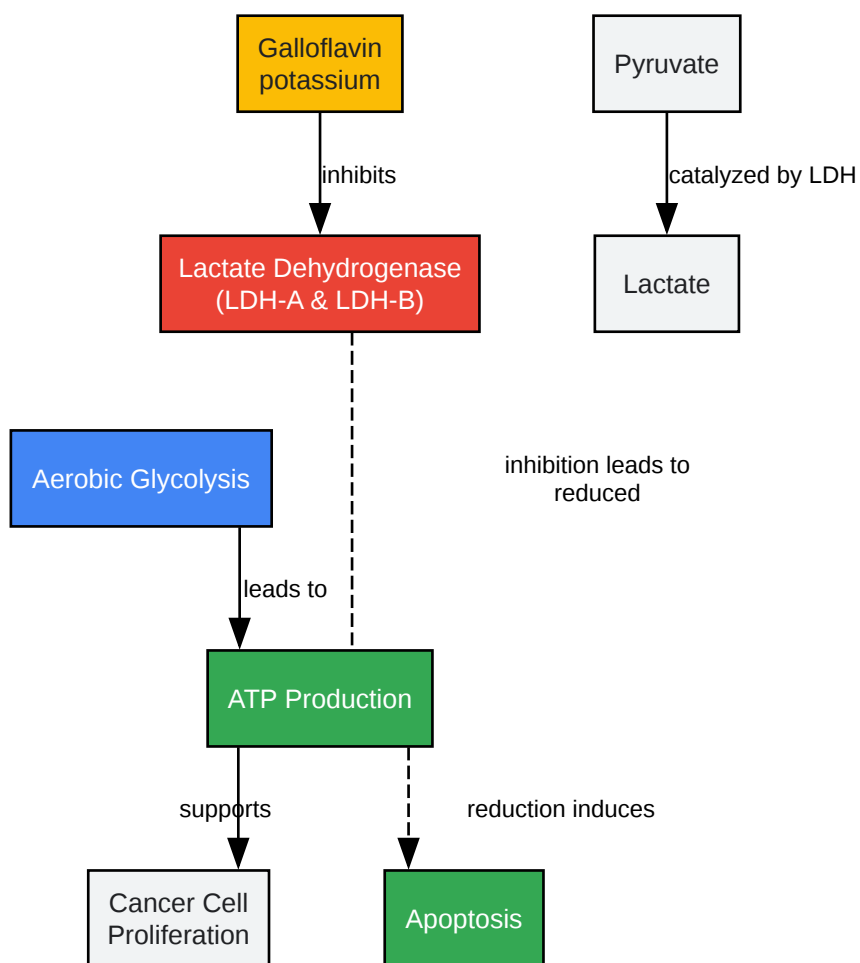 Galloflavin
potassium
Pyruvate
inhibits
catalyzed by LDH
Lactate Dehydrogenase
(LDH-A & LDH-B)
Lactate
Aerobic Glycolysis
inhibition leads to
reduced
leads to
ATP Production
supports
reduction induces
Cancer Cell
Proliferation
Apoptosis